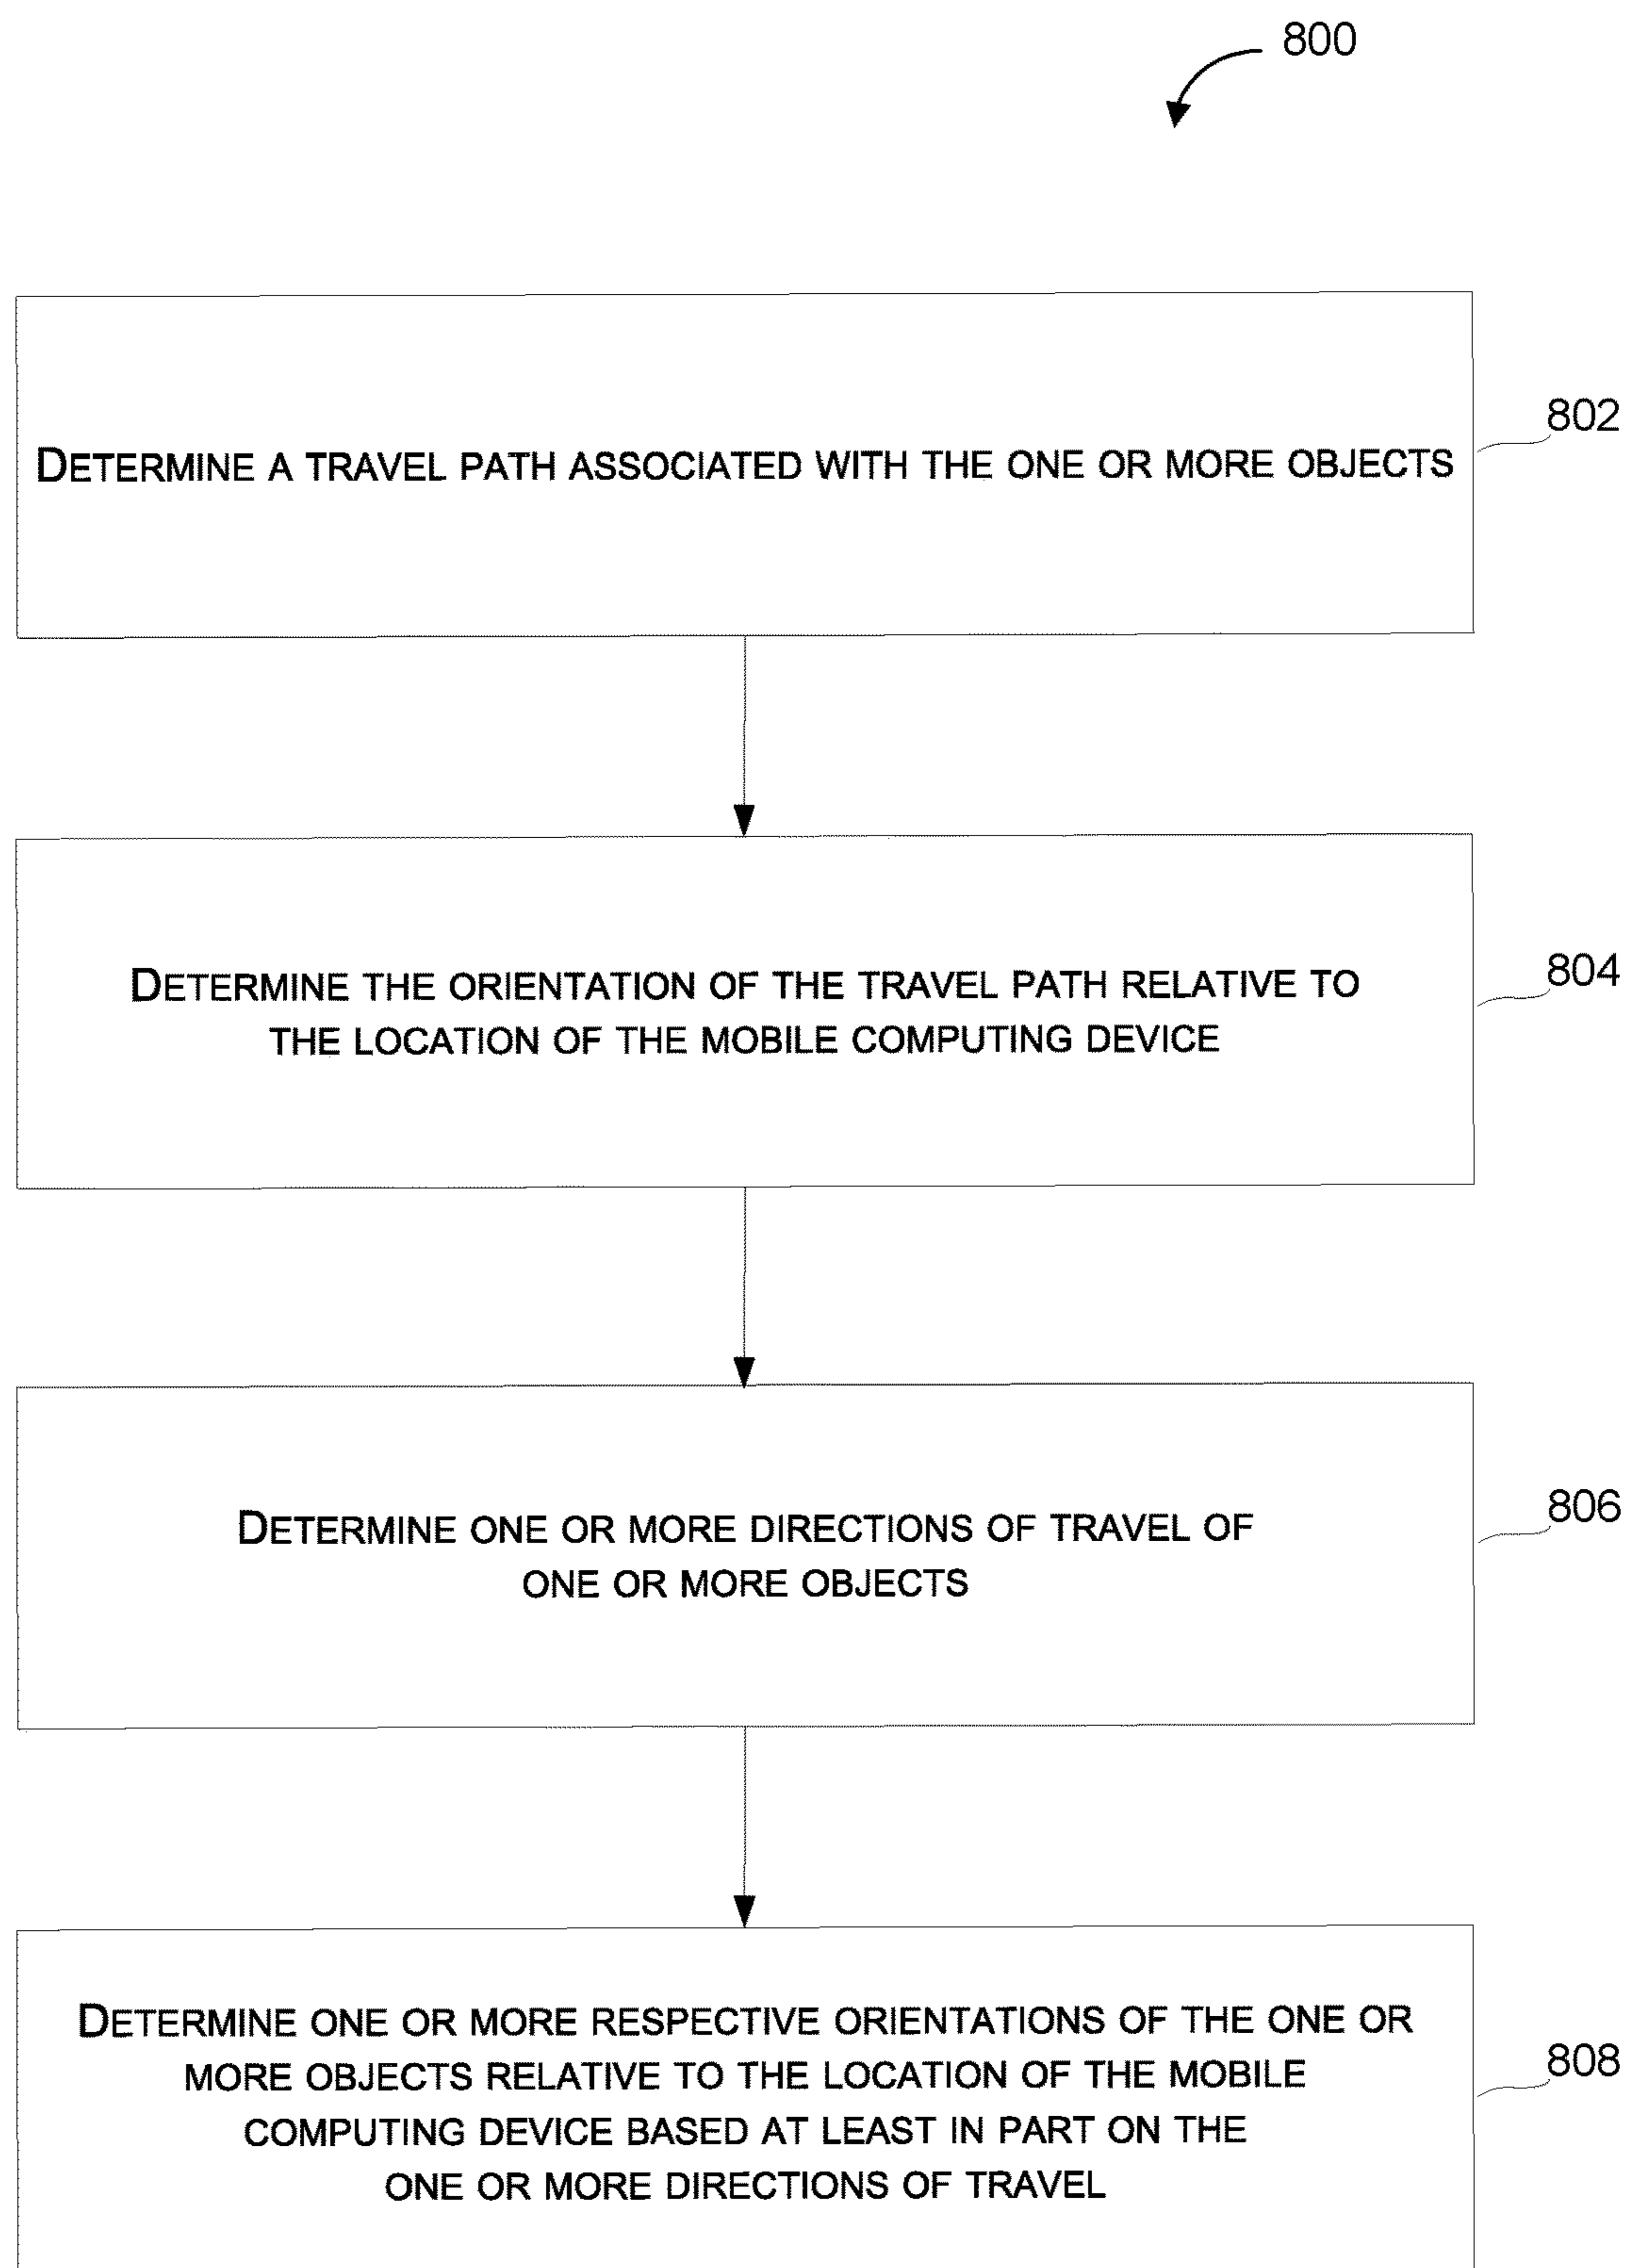 800
DETERMINE A TRAVEL PATH ASSOCIATED WITH THE ONE OR MORE OBJECTS
802
DETERMINE THE ORIENTATION OF THE TRAVEL PATH RELATIVE TO
THE LOCATION OF THE MOBILE COMPUTING DEVICE
804
DETERMINE ONE OR MORE DIRECTIONS OF TRAVEL OF
ONE OR MORE OBJECTS
806
DETERMINE ONE OR MORE RESPECTIVE ORIENTATIONS OF THE ONE OR
MORE OBJECTS RELATIVE TO THE LOCATION OF THE MOBILE
COMPUTING DEVICE BASED AT LEAST IN PART ON THE
ONE OR MORE DIRECTIONS OF TRAVEL
808